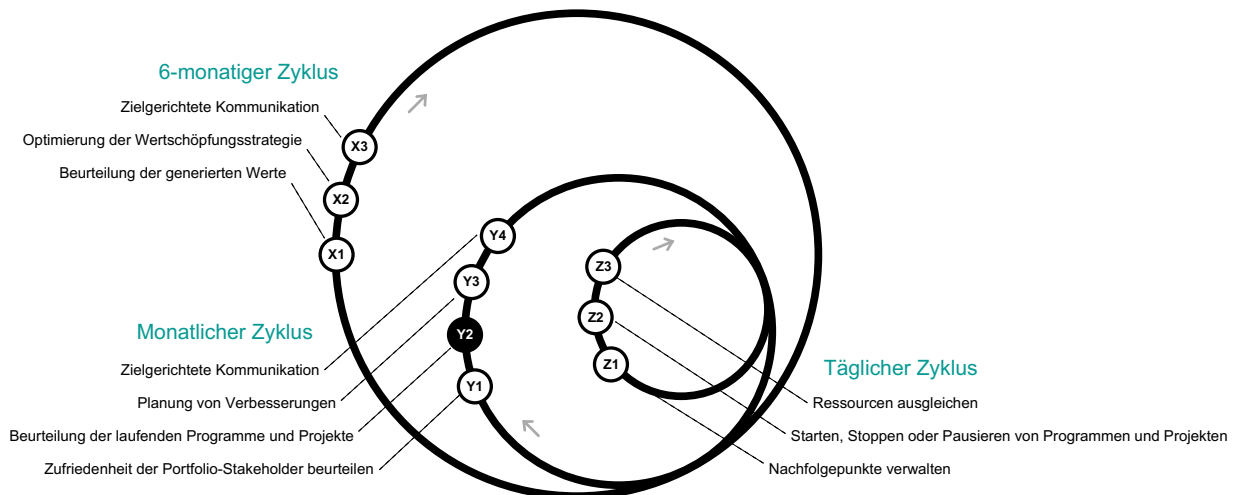 6-monatiger Zyklus
Zielgerichtete Kommunikation
Optimierung der Wertschöpfungsstrategie
Beurteilung der generierten Werte
X3
X2
X1
Y4
Y3
Y2
Y1
Z3
Z2
Z1
Monatlicher Zyklus
Zielgerichtete Kommunikation
Planung von Verbesserungen
Beurteilung der laufenden Programme und Projekte
Zufriedenheit der Portfolio-Stakeholder beurteilen
Täglicher Zyklus
Ressourcen ausgleichen
Starten, Stoppen oder Pausieren von Programmen und Projekten
Nachfolgepunkte verwalten